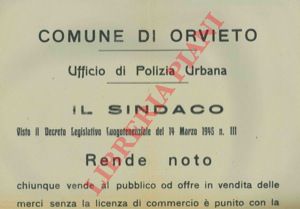 COMUNE DI ORVIETO
Ufficio di Polizia Urbana
IL SINDACO
Visto il Decreto Legislativo Luogotenenziale del 14 Marzo 1945 n. 111
Rende noto
chiunque vende al pubblico od offre in vendita delle
merci senza la licenza di commercio è punito con la
LIBRERIA PIANI